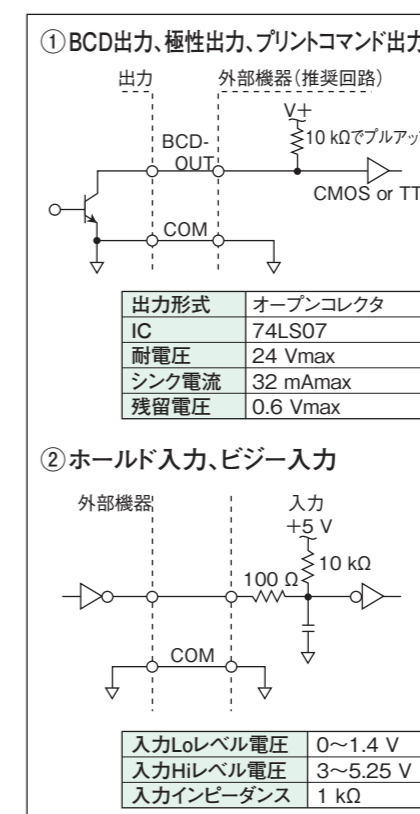 ①BCD出力、極性出力、プリントコマンド出力
出力
外部機器(推奨回路)
V+
10 kΩでプルアッ
BCD-
OUT
CMOS or TT
COM
出力形式 オープンコレクタ
IC 74LS07
耐電圧 24 Vmax
シンク電流 32 mAmax
残留電圧 0.6 Vmax
②ホールド入力、ビジー入力
外部機器
入力
+5 V
10 kΩ
100 Ω
COM
入力Loレベル電圧 0〜1.4 V
入力Hiレベル電圧 3〜5.25 V
入力インピーダンス 1 kΩ